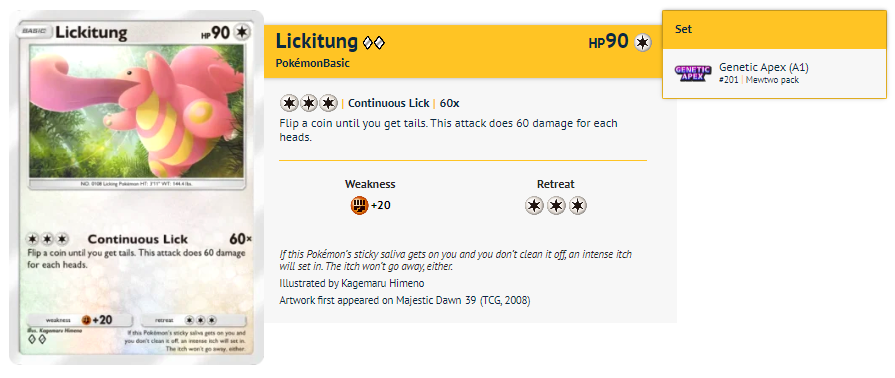 BASIC
Lickitung
HP 90
NO. 0108 Licking Pokémon HT: 3'11" WT: 144.4 lbs.
Continuous Lick 60×
Flip a coin until you get tails. This attack does 60 damage
for each heads.
weakness +20 retreat
Illus. Kagemaru Himeno
If this Pokémon's sticky saliva gets on you and
you don't clean it off, an intense itch will set in.
The itch won't go away, either.
Lickitung
HP90
PokémonBasic
| Continuous Lick | 60x
Flip a coin until you get tails. This attack does 60 damage for each
heads.
Weakness
Retreat
+20
If this Pokémon's sticky saliva gets on you and you don't clean it off, an intense itch
will set in. The itch won't go away, either.
Illustrated by Kagemaru Himeno
Artwork first appeared on Majestic Dawn 39 (TCG, 2008)
Set
GENETIC
APEX
Genetic Apex (A1)
#201 | Mewtwo pack